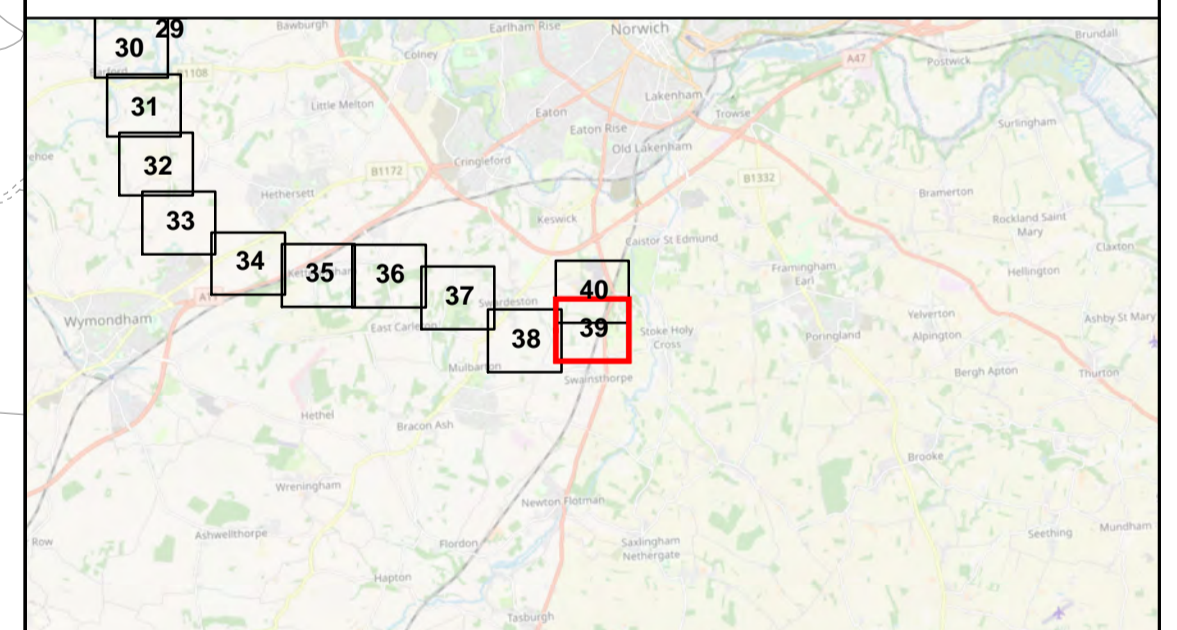 29
Bawburgh
Earlham Rise
Norwich
Brundall
30
Colney
A47
Postwick
1108
31
Little Melton
Lakenham
Eaton
Trowse
Surlingham
Eaton Rise
Old Lakenham
ehoe
32
Cringleford
B1172
B1332
Hethersett
Bramerton
33
Keswick
Rockland Saint
Mary
Caistor St Edmund
Claxton
34
35
36
Framingham
Earl
Hellington
37
40
Swardeston
Wymondham
East Carle
38
39
Stoke Holy
Cross
Poringland
Yelverton
Alpington
Ashby St Mary
Mulbarton
Swainsthorpe
Bergh Apton
Thurton
Hethel
Bracon Ash
Brooke
Wreningham
Newton Flotman
Row
Ashwellthorpe
Flordon
Saxlingham
Nethergate
Seething
Mundham
Hapton
Tasburgh